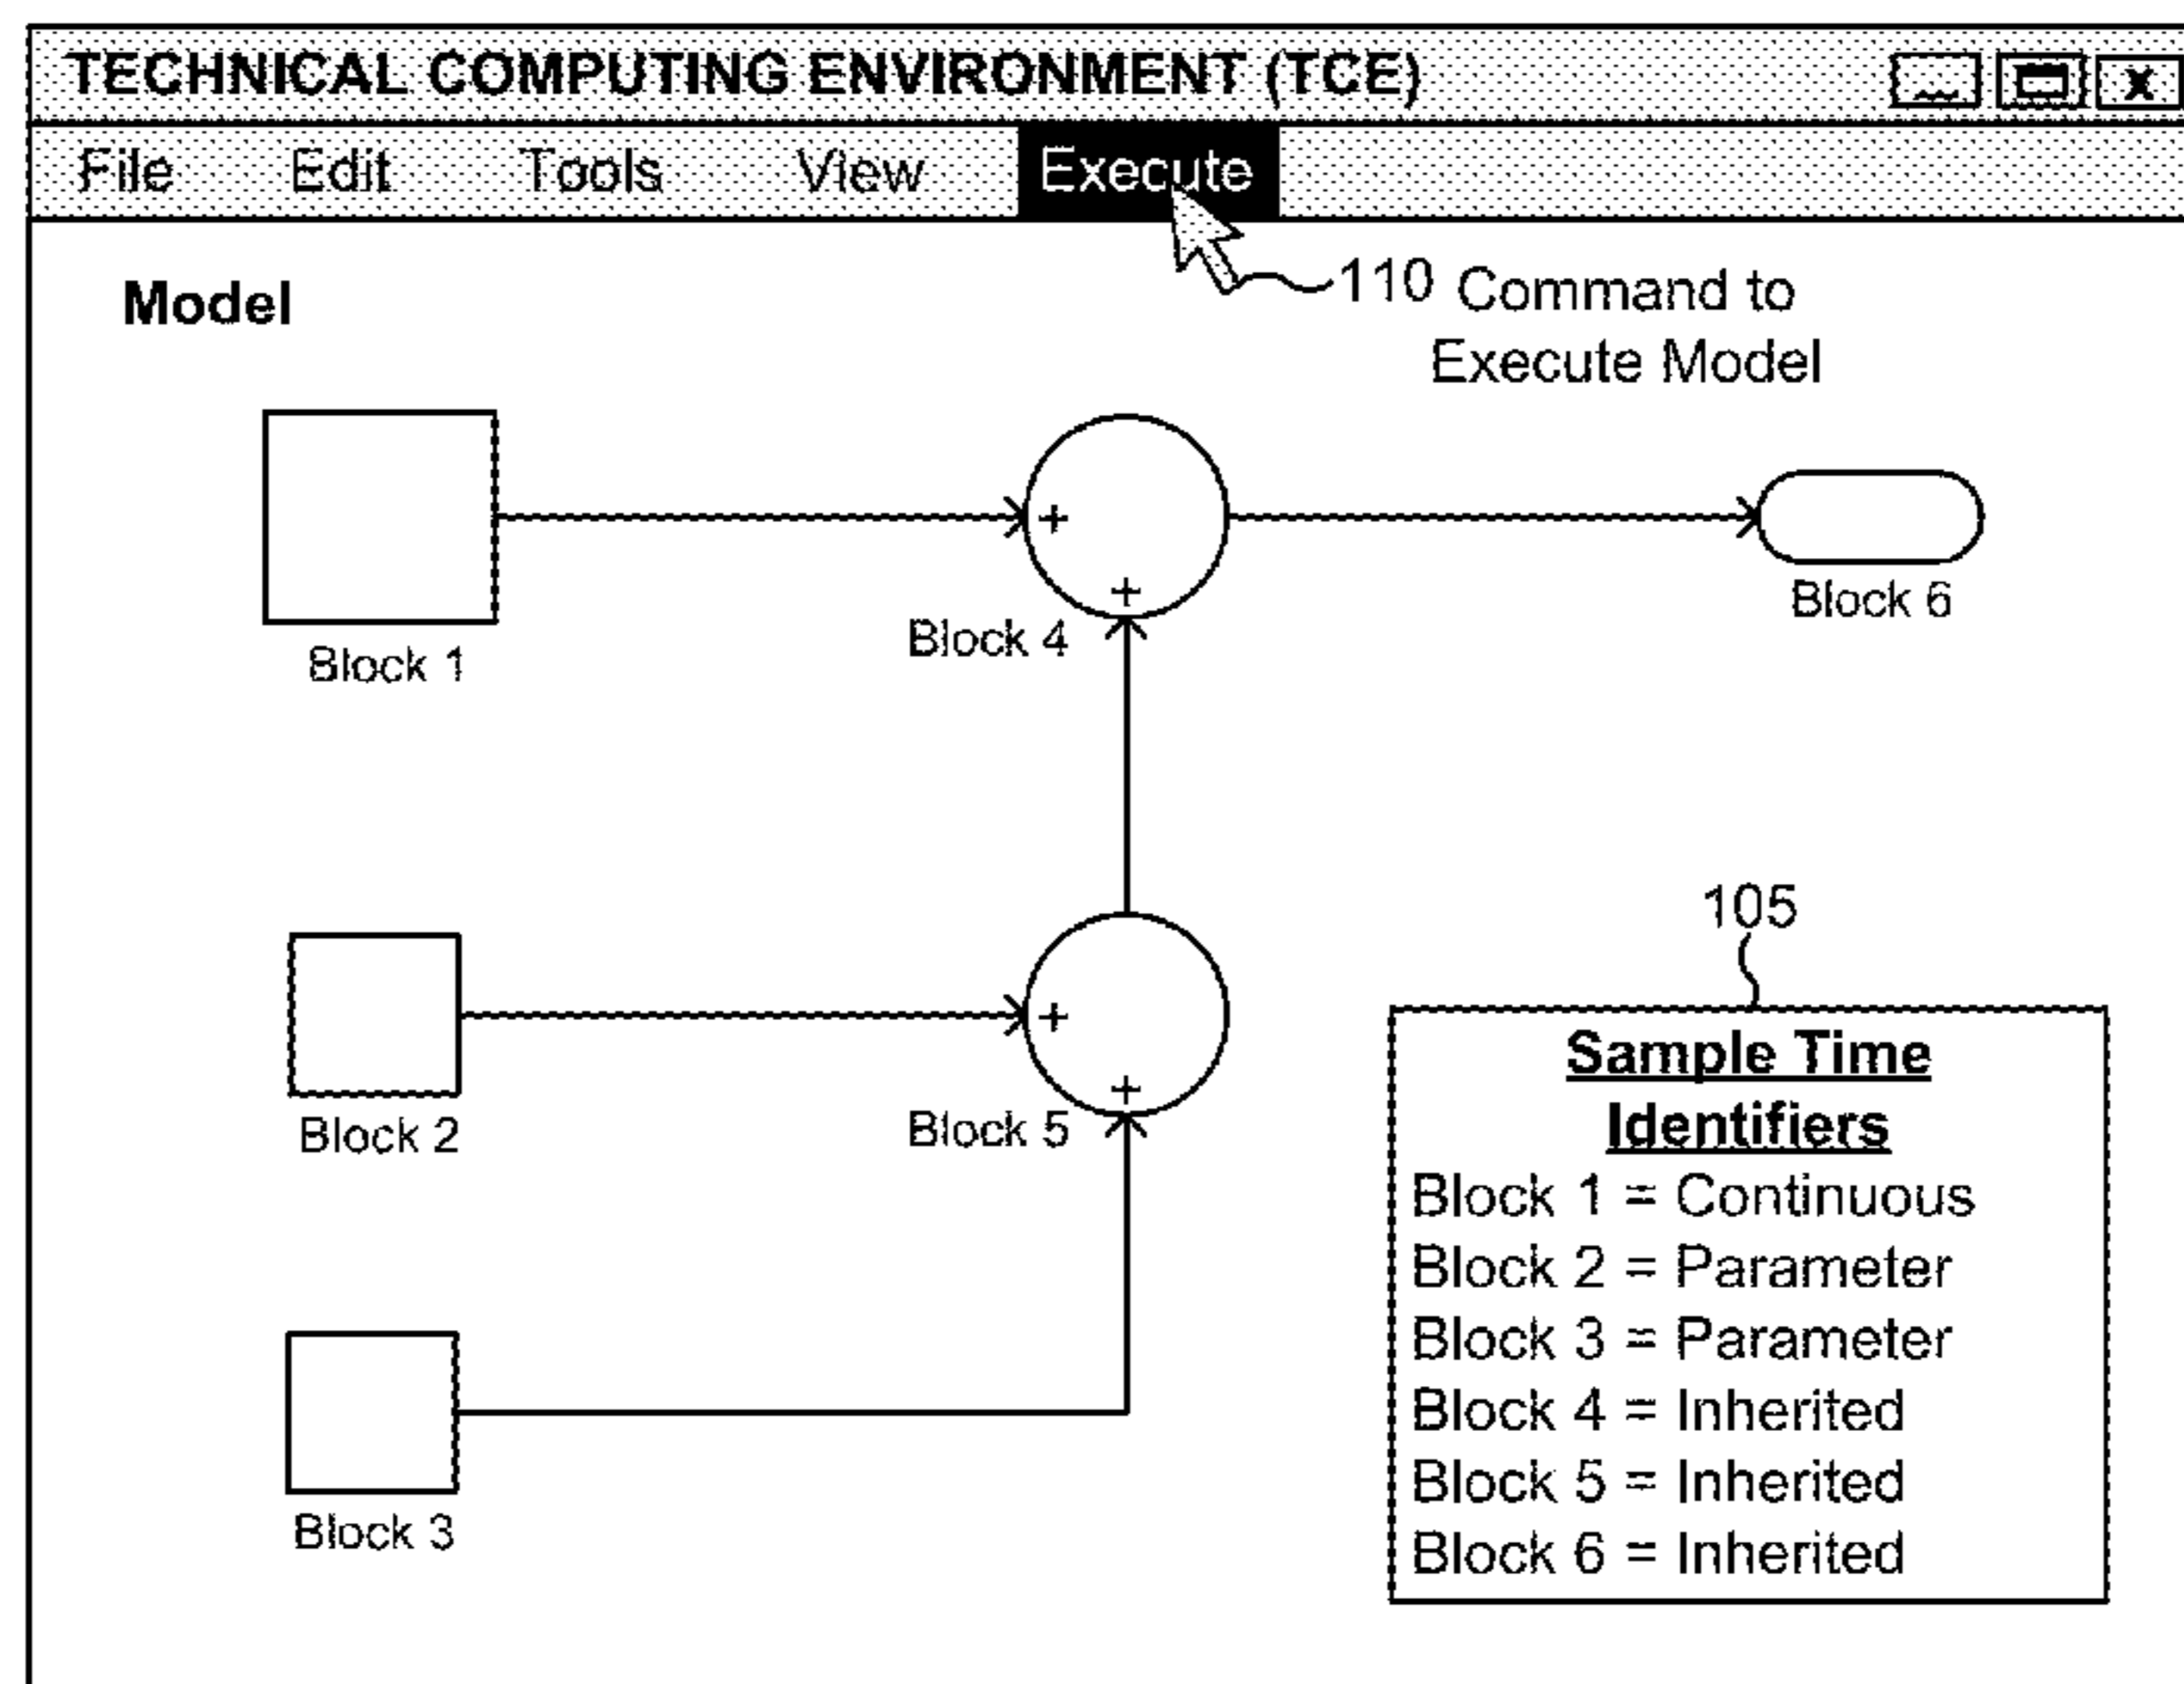 TECHNICAL COMPUTING ENVIRONMENT (TCE)
X
File Edit Tools View Execute
Model
110 Command to
Execute Model
+
+
Block 6
Block 4
Block 1
105
+
+
Block 2
Block 5
Sample Time
Identifiers
Block 1 = Continuous
Block 2 = Parameter
Block 3 = Parameter
Block 4 = Inherited
Block 5 = Inherited
Block 6 = Inherited
Block 3